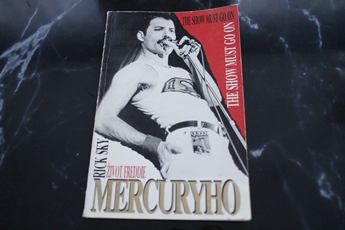 THE SHOW MUST GO ON
THE SHOW MUST GO ON
RICK SKY
ŽIVOT FREDDIE
MERCURYHO